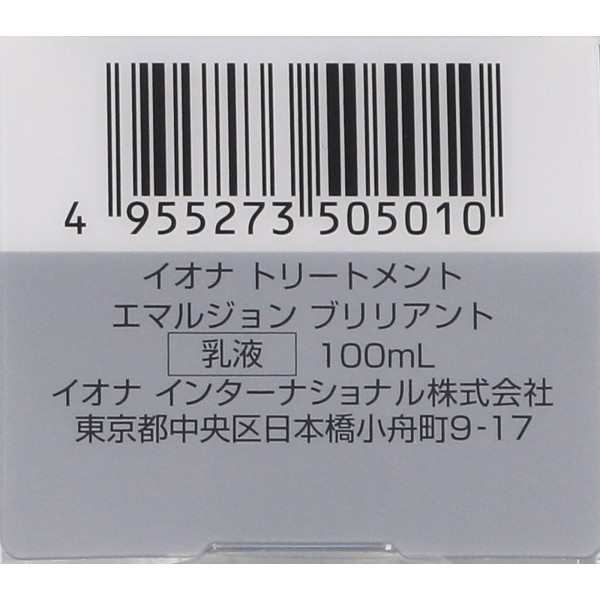 4 955273 505010
イオナ トリートメント
エマルジョン ブリリアント
乳液 100mL
イオナ インターナショナル株式会社
東京都中央区日本橋小舟町9-17